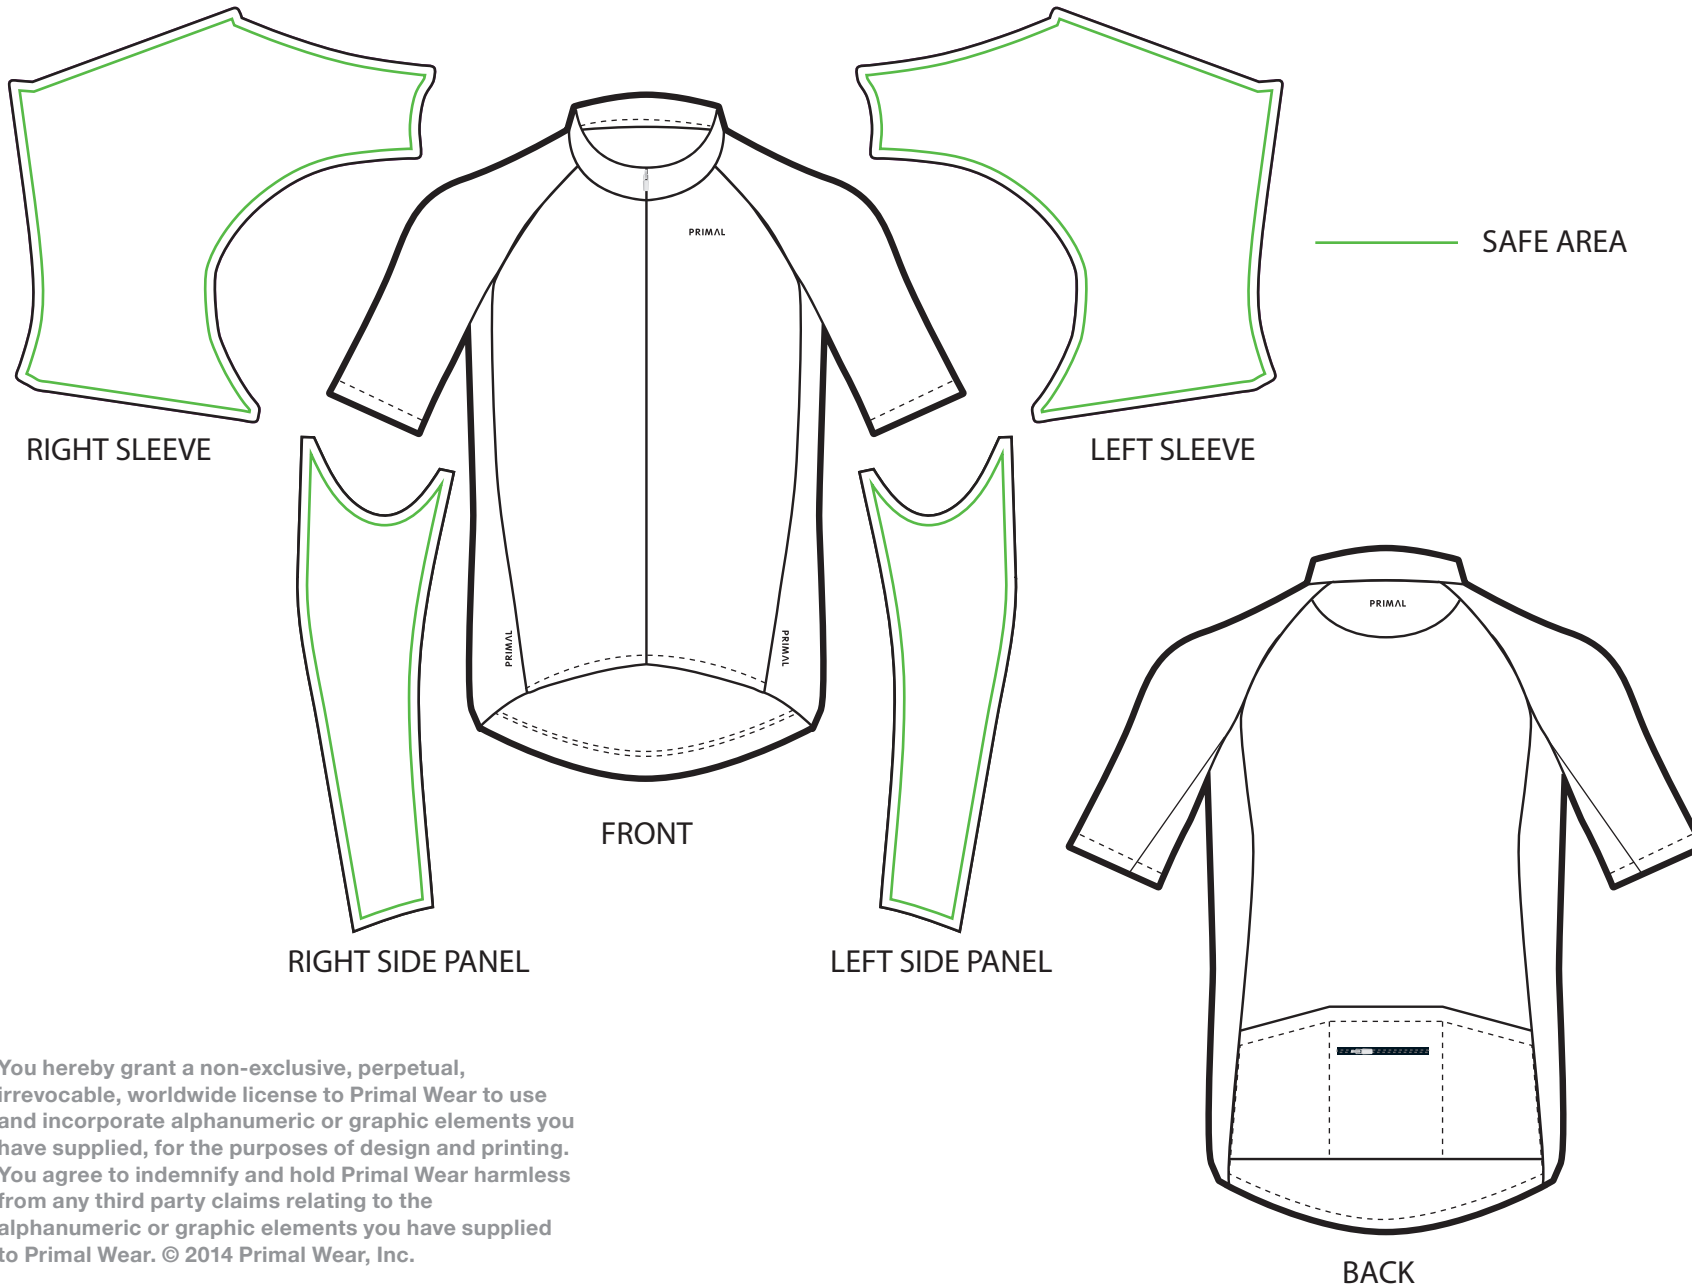 PRIMAL
SAFE AREA
RIGHT SLEEVE
LEFT SLEEVE
PRIMAL
PRIMAL
PRIMAL
FRONT
RIGHT SIDE PANEL
LEFT SIDE PANEL
You hereby grant a non-exclusive, perpetual,
irrevocable, worldwide license to Primal Wear to use
and incorporate alphanumeric or graphic elements you
have supplied, for the purposes of design and printing.
You agree to indemnify and hold Primal Wear harmless
from any third party claims relating to the
alphanumeric or graphic elements you have supplied
to Primal Wear. © 2014 Primal Wear, Inc.
BACK